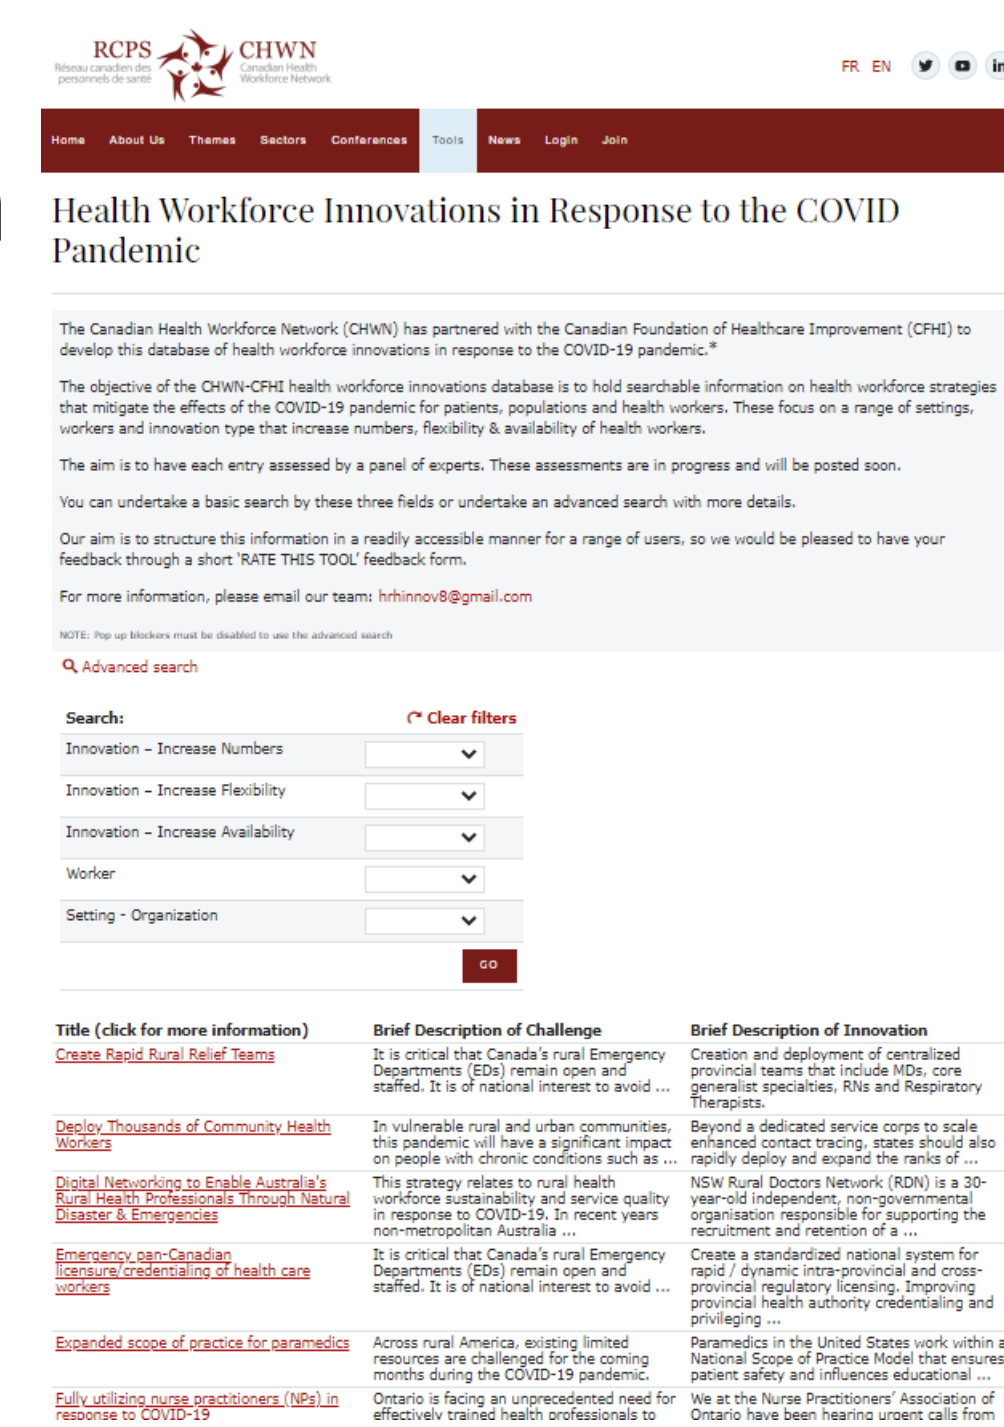 RCPS
Réseau canadien des
personnels de santé
CHWN
Canadian Health
Workforce Network
FR EN
in
Home About Us Themes Sectors Conferences Tools News Login Join
Health Workforce Innovations in Response to the COVID
Pandemic
The Canadian Health Workforce Network (CHWN) has partnered with the Canadian Foundation of Healthcare Improvement (CFHI) to
develop this database of health workforce innovations in response to the COVID-19 pandemic.*
The objective of the CHWN-CFHI health workforce innovations database is to hold searchable information on health workforce strategies
that mitigate the effects of the COVID-19 pandemic for patients, populations and health workers. These focus on a range of settings,
workers and innovation type that increase numbers, flexibility & availability of health workers.
The aim is to have each entry assessed by a panel of experts. These assessments are in progress and will be posted soon.
You can undertake a basic search by these three fields or undertake an advanced search with more details.
Our aim is to structure this information in a readily accessible manner for a range of users, so we would be pleased to have your
feedback through a short 'RATE THIS TOOL' feedback form.
For more information, please email our team: hrhinnov8@gmail.com
NOTE: Pop up blockers must be disabled to use the advanced search
Advanced search
Search: Clear filters
Innovation – Increase Numbers
Innovation – Increase Flexibility
Innovation – Increase Availability
Worker
Setting - Organization
GO
Title (click for more information) Brief Description of Challenge Brief Description of Innovation
Create Rapid Rural Relief Teams
It is critical that Canada's rural Emergency
Departments (EDs) remain open and
staffed. It is of national interest to avoid ...
Creation and deployment of centralized
provincial teams that include MDs, core
generalist specialties, RNs and Respiratory
Therapists.
Deploy Thousands of Community Health
Workers
In vulnerable rural and urban communities,
this pandemic will have a significant impact
on people with chronic conditions such as ...
Beyond a dedicated service corps to scale
enhanced contact tracing, states should also
rapidly deploy and expand the ranks of ...
Digital Networking to Enable Australia's
Rural Health Professionals Through Natural
Disaster & Emergencies
This strategy relates to rural health
workforce sustainability and service quality
in response to COVID-19. In recent years
non-metropolitan Australia ...
NSW Rural Doctors Network (RDN) is a 30-
year-old independent, non-governmental
organisation responsible for supporting the
recruitment and retention of a ...
Emergency pan-Canadian
licensure/credentialing of health care
workers
It is critical that Canada's rural Emergency
Departments (EDs) remain open and
staffed. It is of national interest to avoid ...
Create a standardized national system for
rapid / dynamic intra-provincial and cross-
provincial regulatory licensing. Improving
provincial health authority credentialing and
privileging ...
Expanded scope of practice for paramedics
Across rural America, existing limited
resources are challenged for the coming
months during the COVID-19 pandemic.
Paramedics in the United States work within a
National Scope of Practice Model that ensures
patient safety and influences educational ...
Fully utilizing nurse practitioners (NPs) in
response to COVID-19
Ontario is facing an unprecedented need for
effectively trained health professionals to
We at the Nurse Practitioners' Association of
Ontario have been hearing urgent calls from